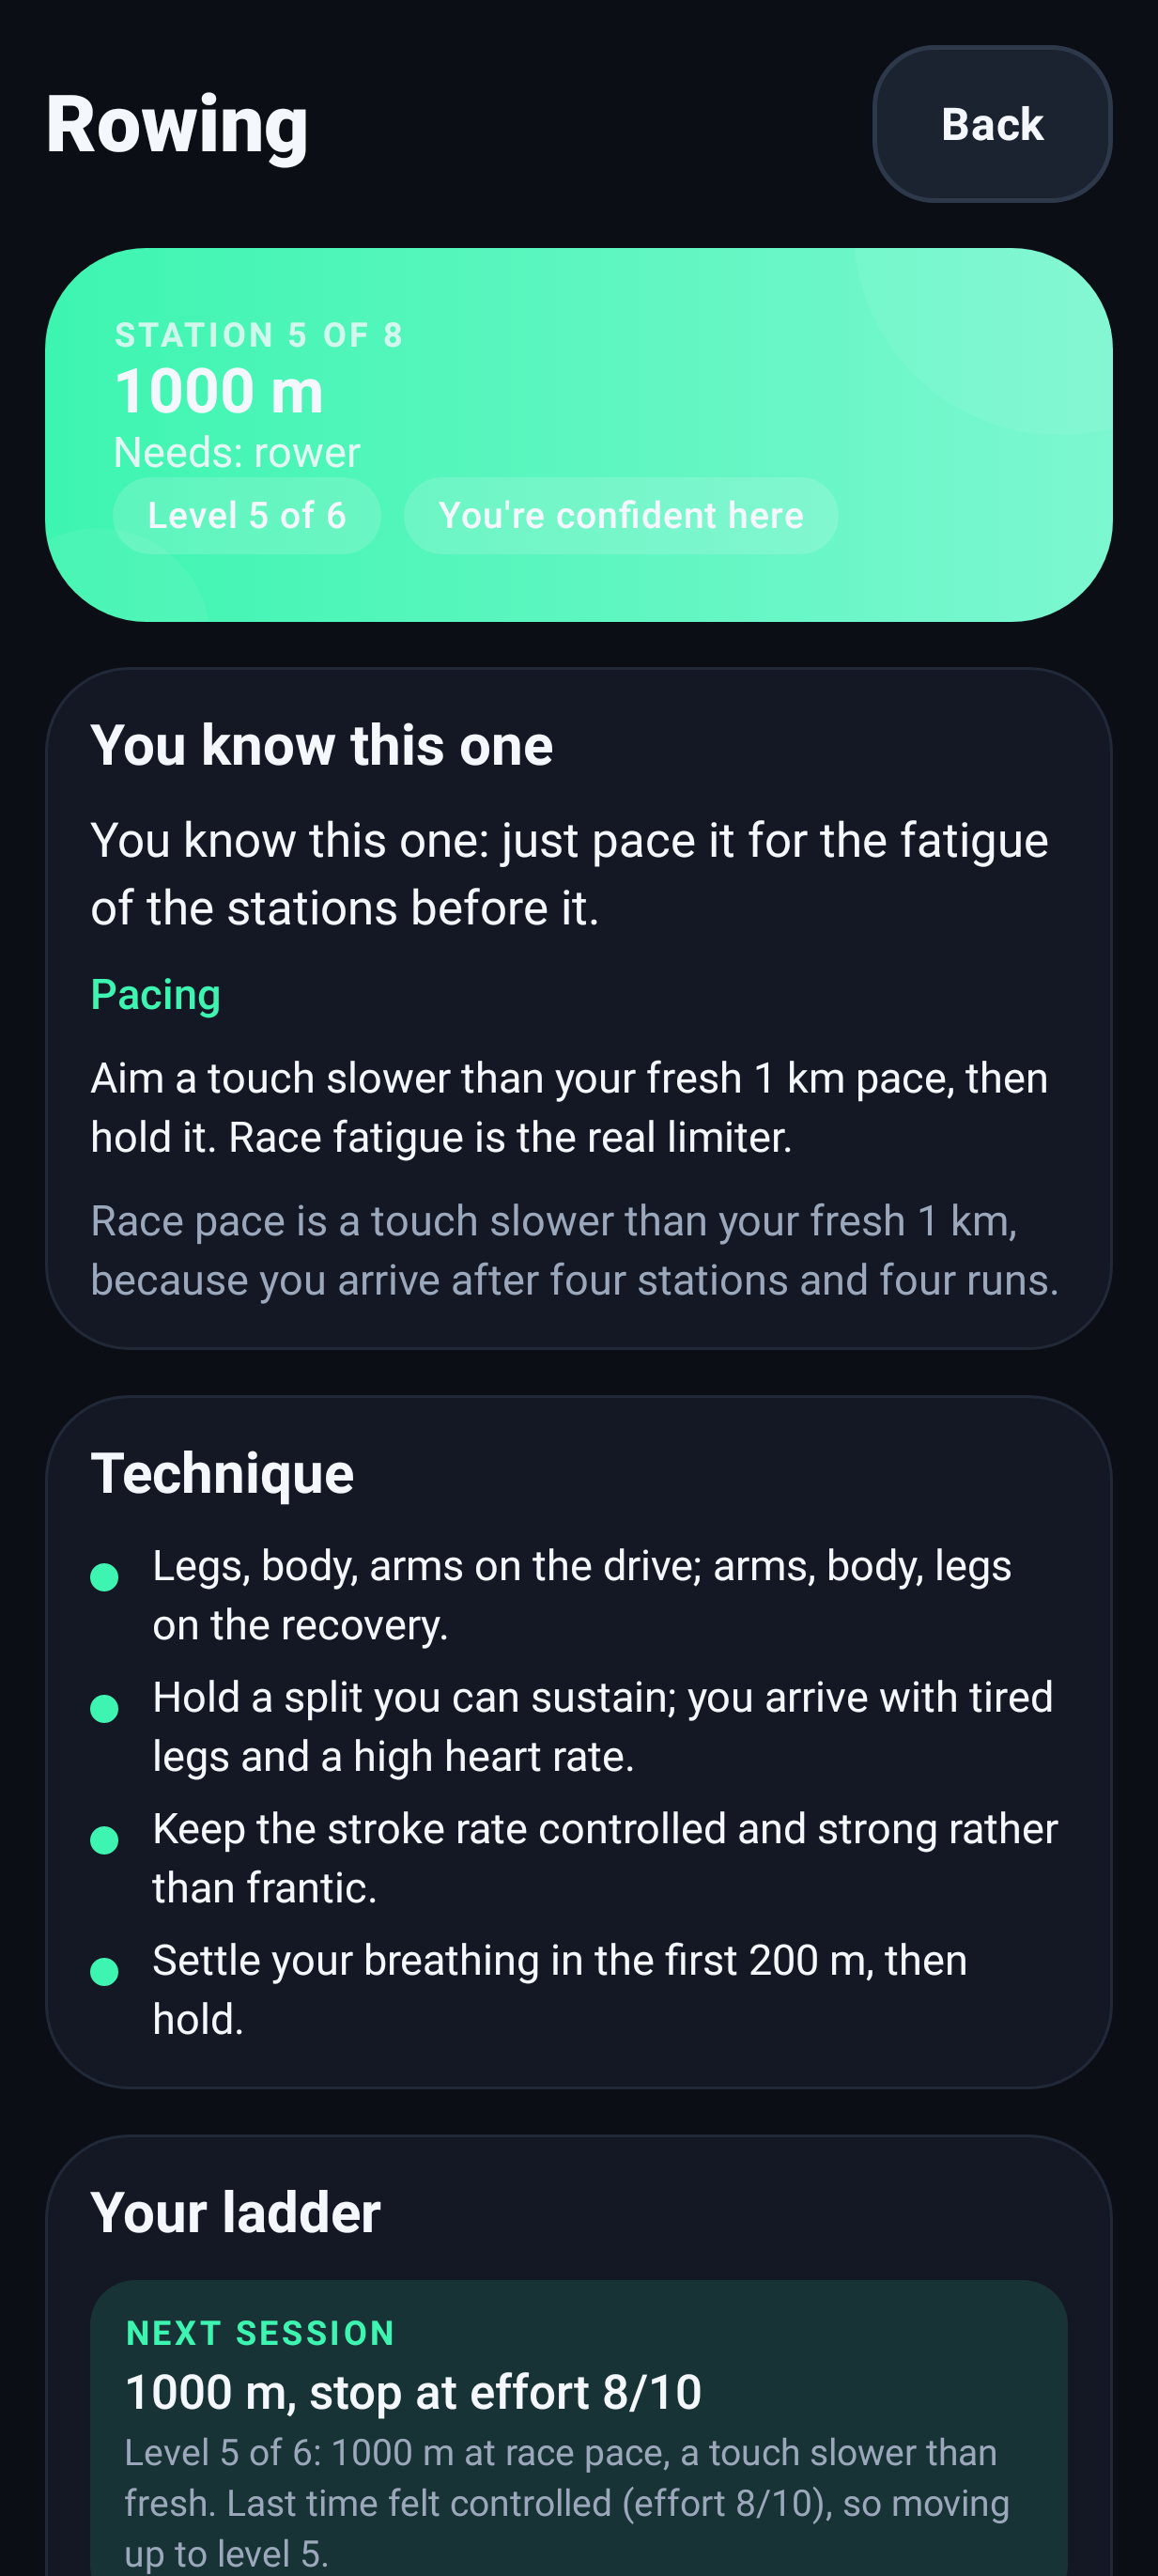 Rowing
Back
STATION 5 OF 8
1000 m
Needs: rower
Level 5 of 6
You're confident here
You know this one
You know this one: just pace it for the fatigue
of the stations before it.
Pacing
Aim a touch slower than your fresh 1 km pace, then
hold it. Race fatigue is the real limiter.
Race pace is a touch slower than your fresh 1 km,
because you arrive after four stations and four runs.
Technique
Legs, body, arms on the drive; arms, body, legs
on the recovery.
Hold a split you can sustain; you arrive with tired
legs and a high heart rate.
Keep the stroke rate controlled and strong rather
than frantic.
Settle your breathing in the first 200 m, then
hold.
Your ladder
NEXT SESSION
1000 m, stop at effort 8/10
Level 5 of 6: 1000 m at race pace, a touch slower than
fresh. Last time felt controlled (effort 8/10), so moving
up to level 5.